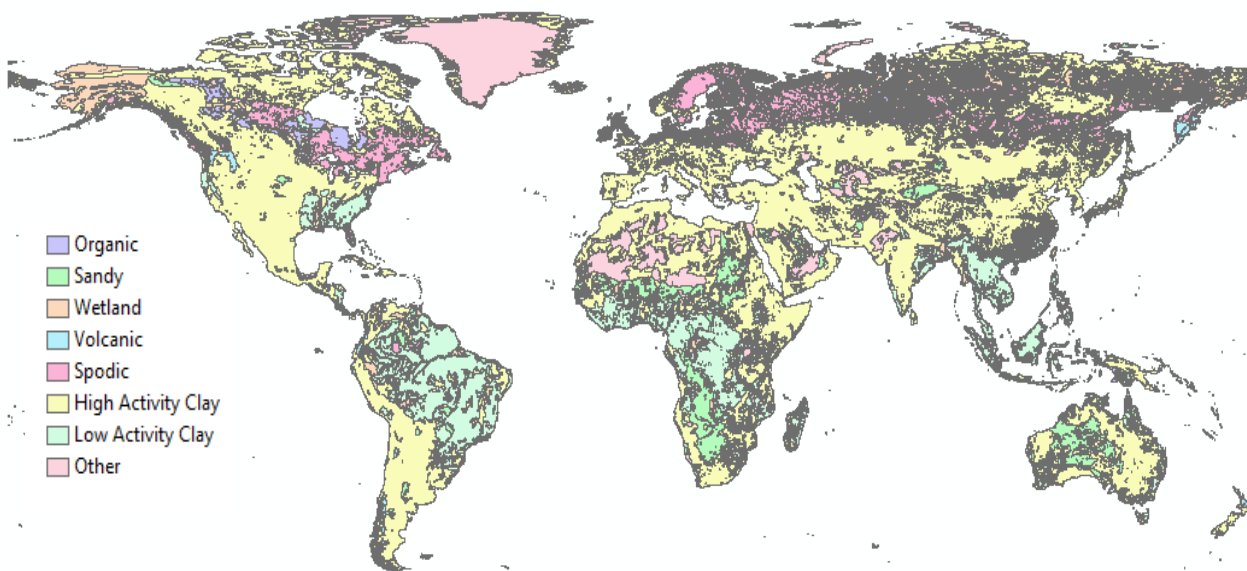 Organic
Sandy
Wetland
Volcanic
Spodic
High Activity Clay
Low Activity Clay
Other